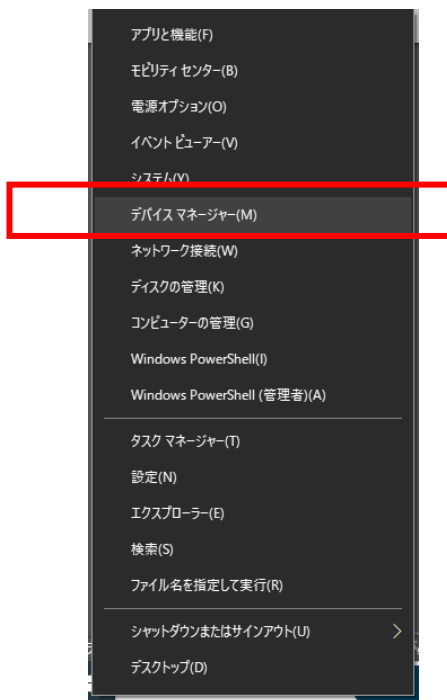 アプリと機能(F)
モビリティ センター(B)
電源オプション(O)
イベント ビューアー(V)
システム(Y)
デバイス マネージャー(M)
ネットワーク接続(W)
ディスクの管理(K)
コンピューターの管理(G)
Windows PowerShell(I)
Windows PowerShell (管理者)(A)
タスク マネージャー(T)
設定(N)
エクスプローラー(E)
検索(S)
ファイル名を指定して実行(R)
シャットダウンまたはサインアウト(U)
デスクトップ(D)